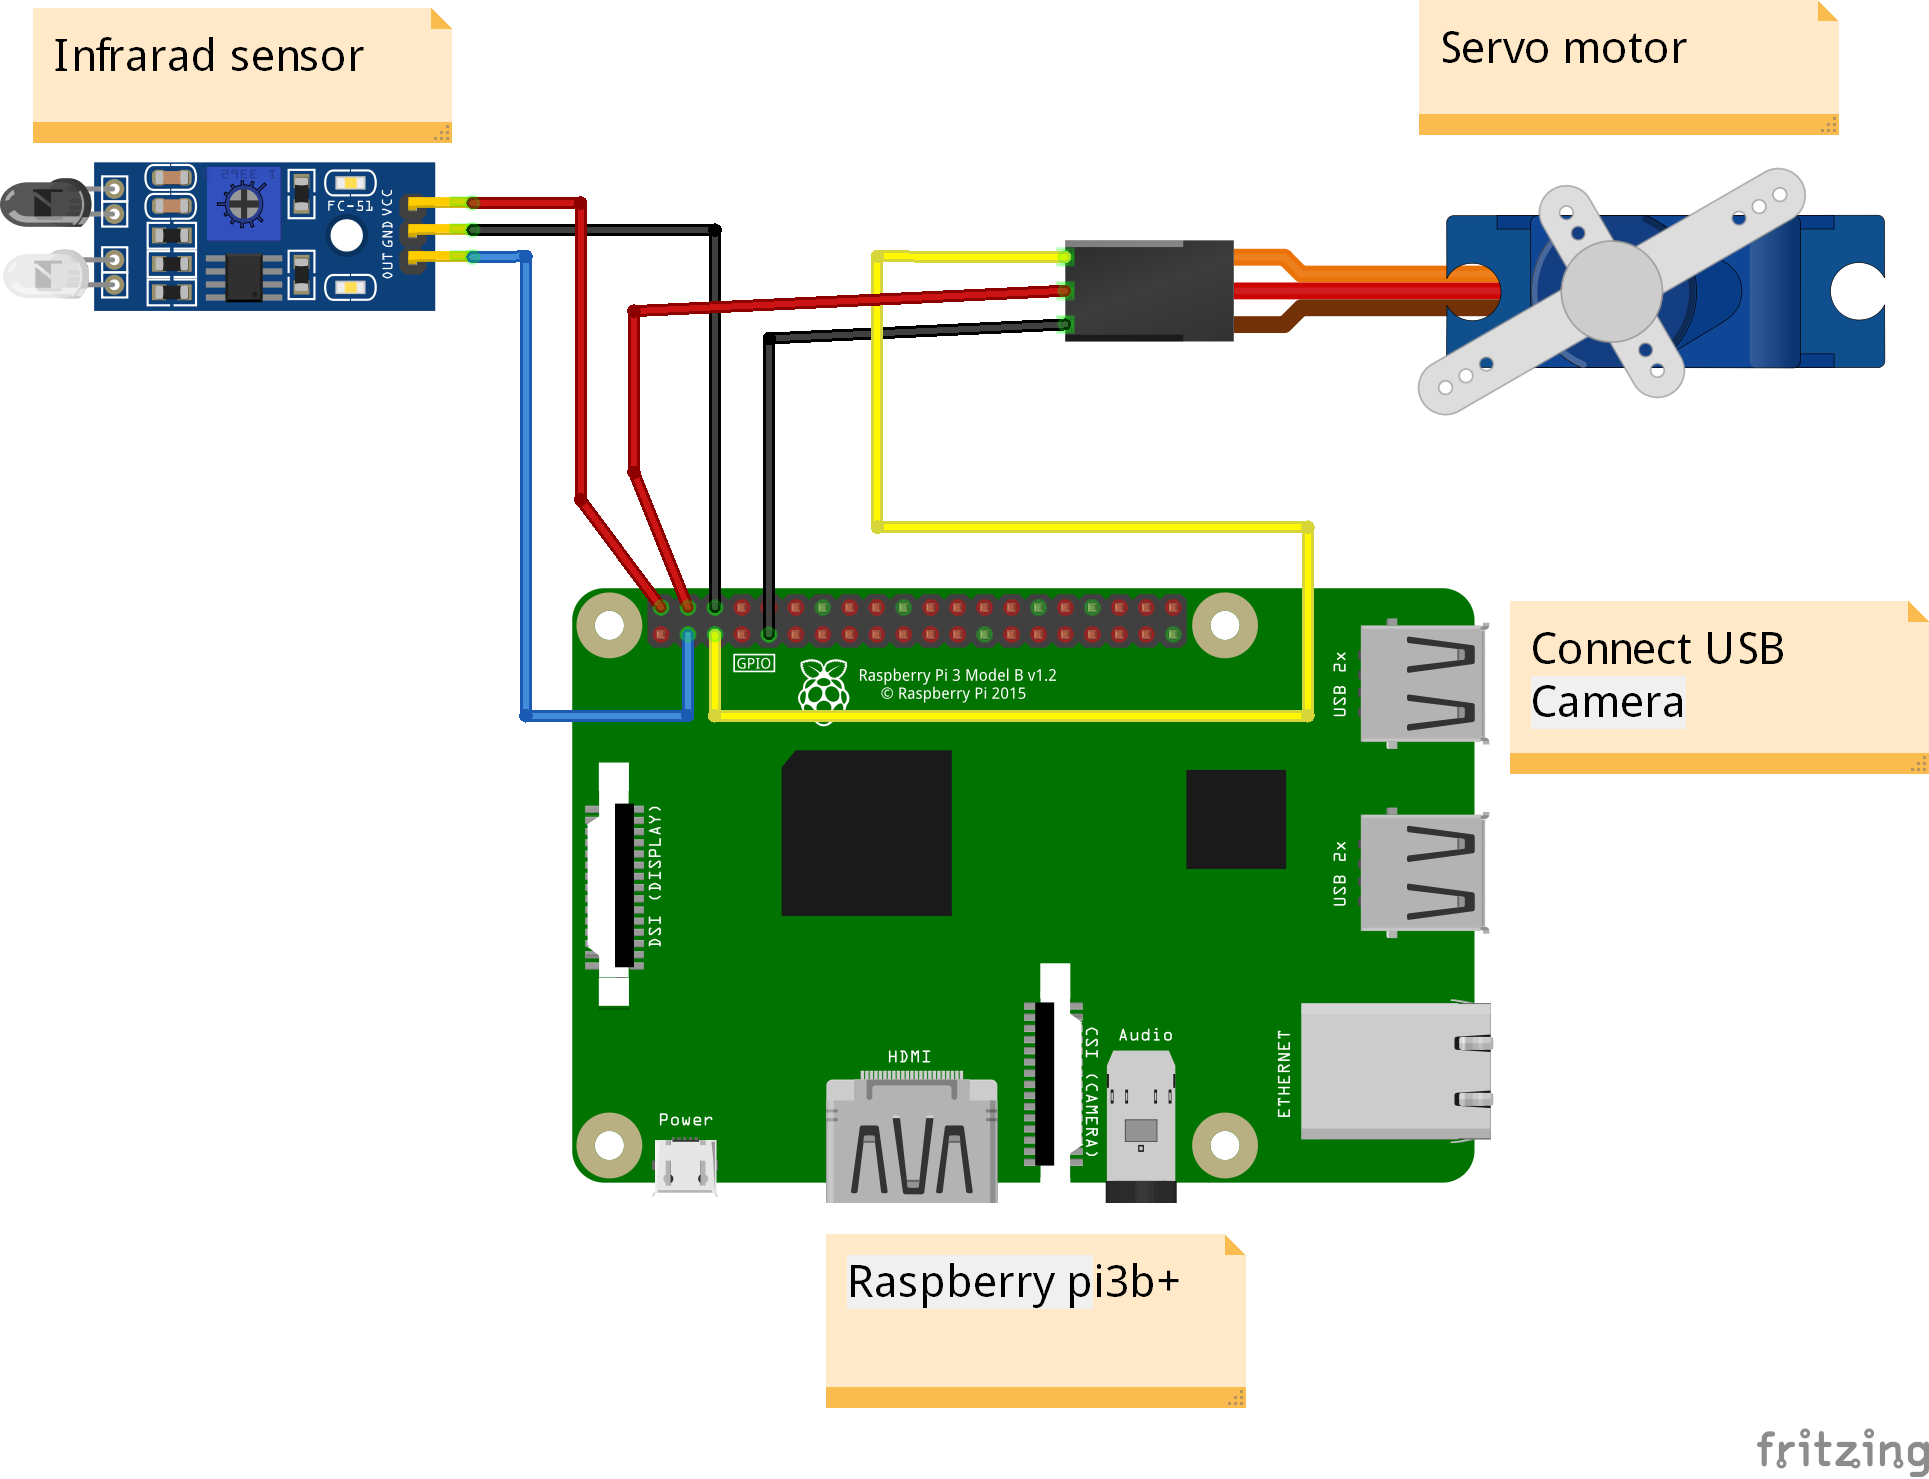 Infrarad sensor
Servo motor
FC-51
VCC
GND
OUT
GPIO
Raspberry Pi 3 Model B v1.2
© Raspberry Pi 2015
USB 2x
Connect USB
Camera
USB 2x
DSI (DISPLAY)
CSI (CAMERA)
Audio
ETHERNET
HDMI
Power
Raspberry pi3b+
fritzing